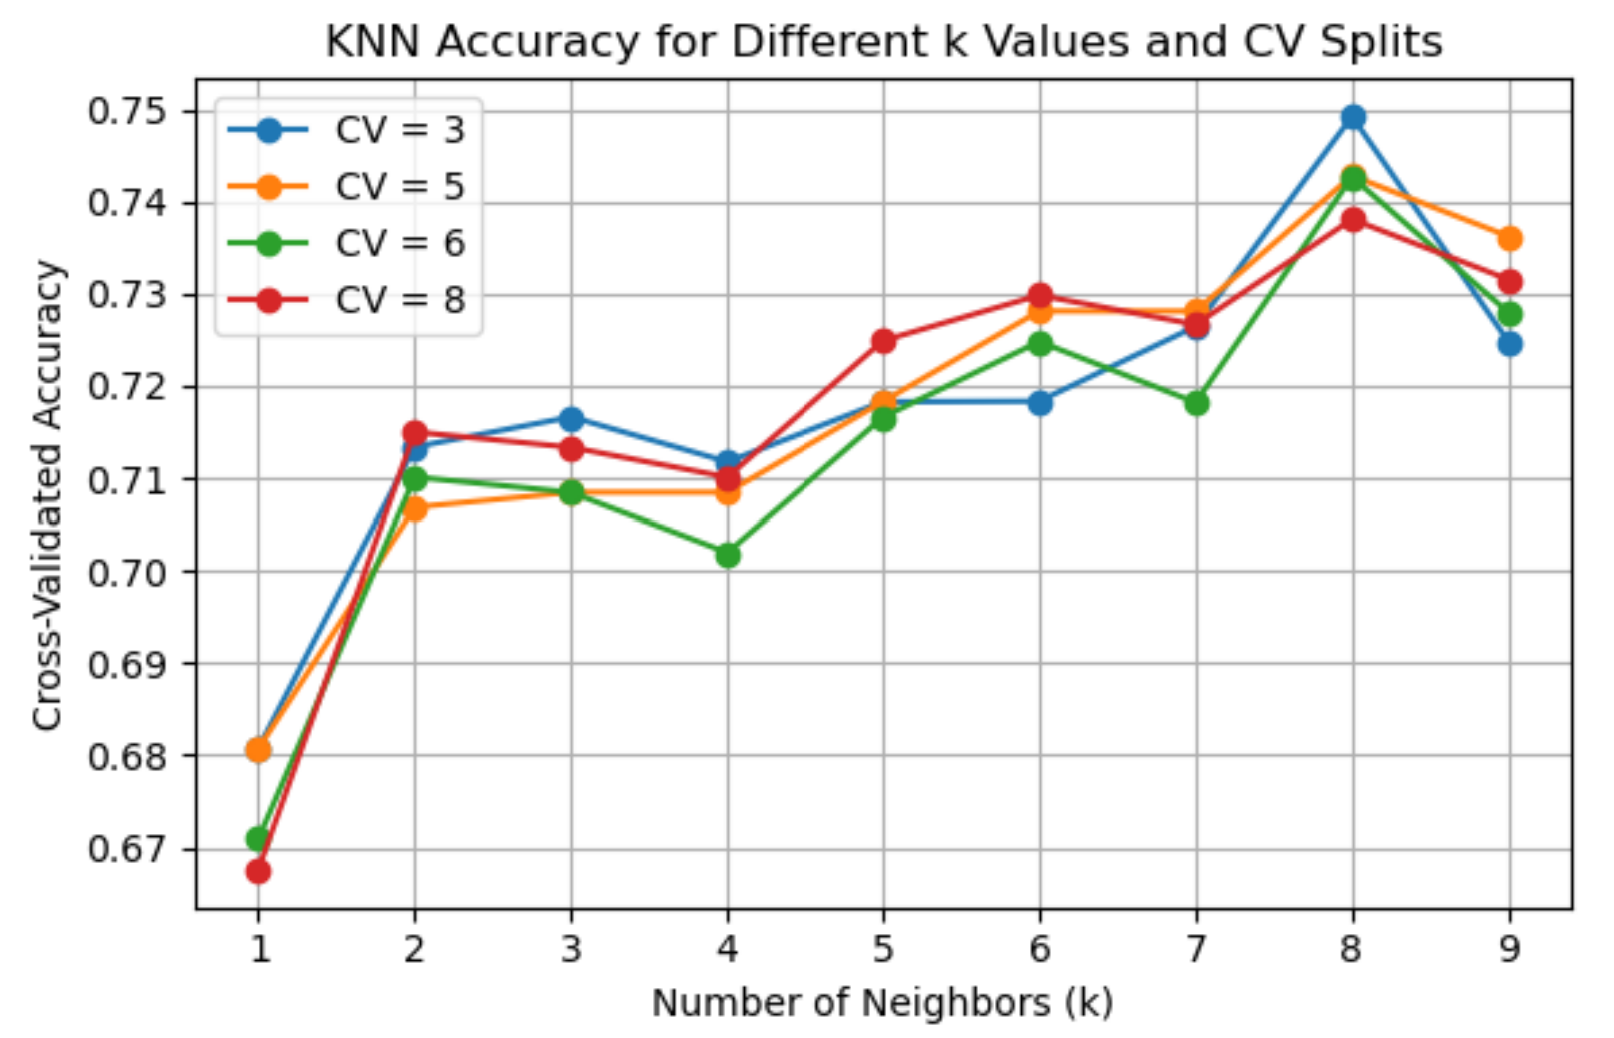 KNN Accuracy for Different k Values and CV Splits
CV = 3
CV = 5
CV = 6
CV = 8
Cross-Validated Accuracy
0.75
0.74
0.73
0.72
0.71
0.70
0.69
0.68
0.67
1 2 3 4 5 6 7 8 9
Number of Neighbors (k)